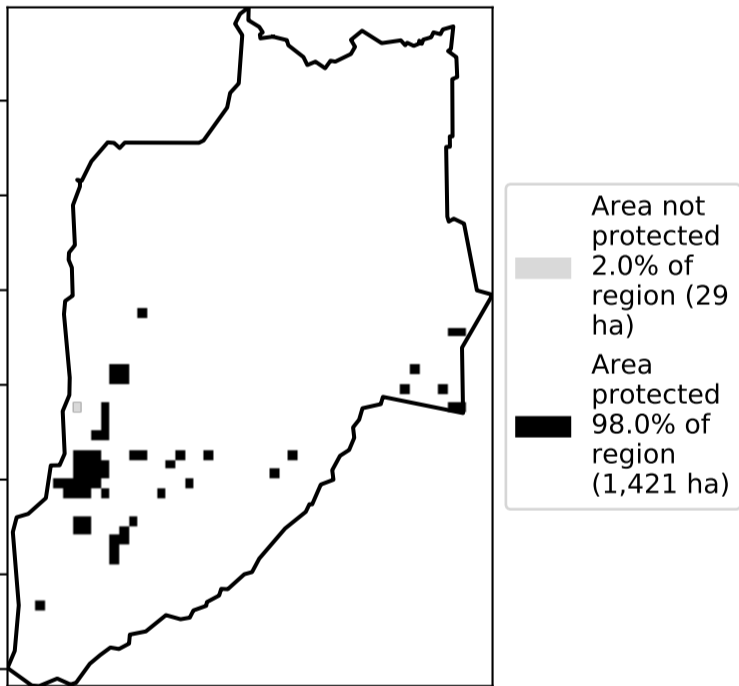 Area not
protected
2.0% of
region (29
ha)
Area
protected
98.0% of
region
(1,421 ha)